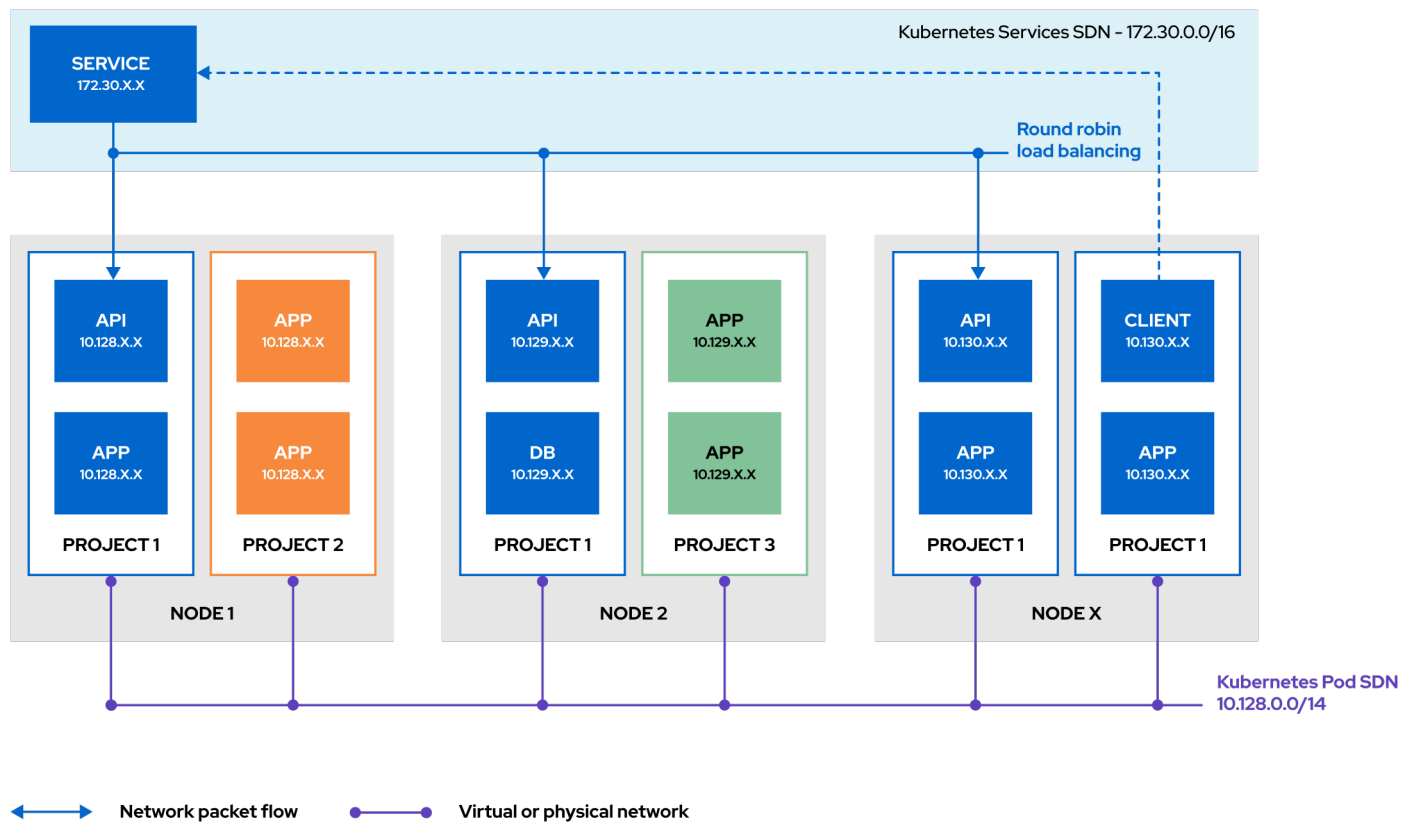 Kubernetes Services SDN - 172.30.0.0/16
SERVICE
172.30.X.X
Round robin
load balancing
API
10.128.X.X
APP
10.128.X.X
PROJECT 1
APP
10.128.X.X
APP
10.128.X.X
PROJECT 2
NODE 1
API
10.129.X.X
DB
10.129.X.X
PROJECT 1
APP
10.129.X.X
APP
10.129.X.X
PROJECT 3
NODE 2
API
10.130.X.X
APP
10.130.X.X
PROJECT 1
CLIENT
10.130.X.X
APP
10.130.X.X
PROJECT 1
NODE X
Kubernetes Pod SDN
10.128.0.0/14
Network packet flow
Virtual or physical network